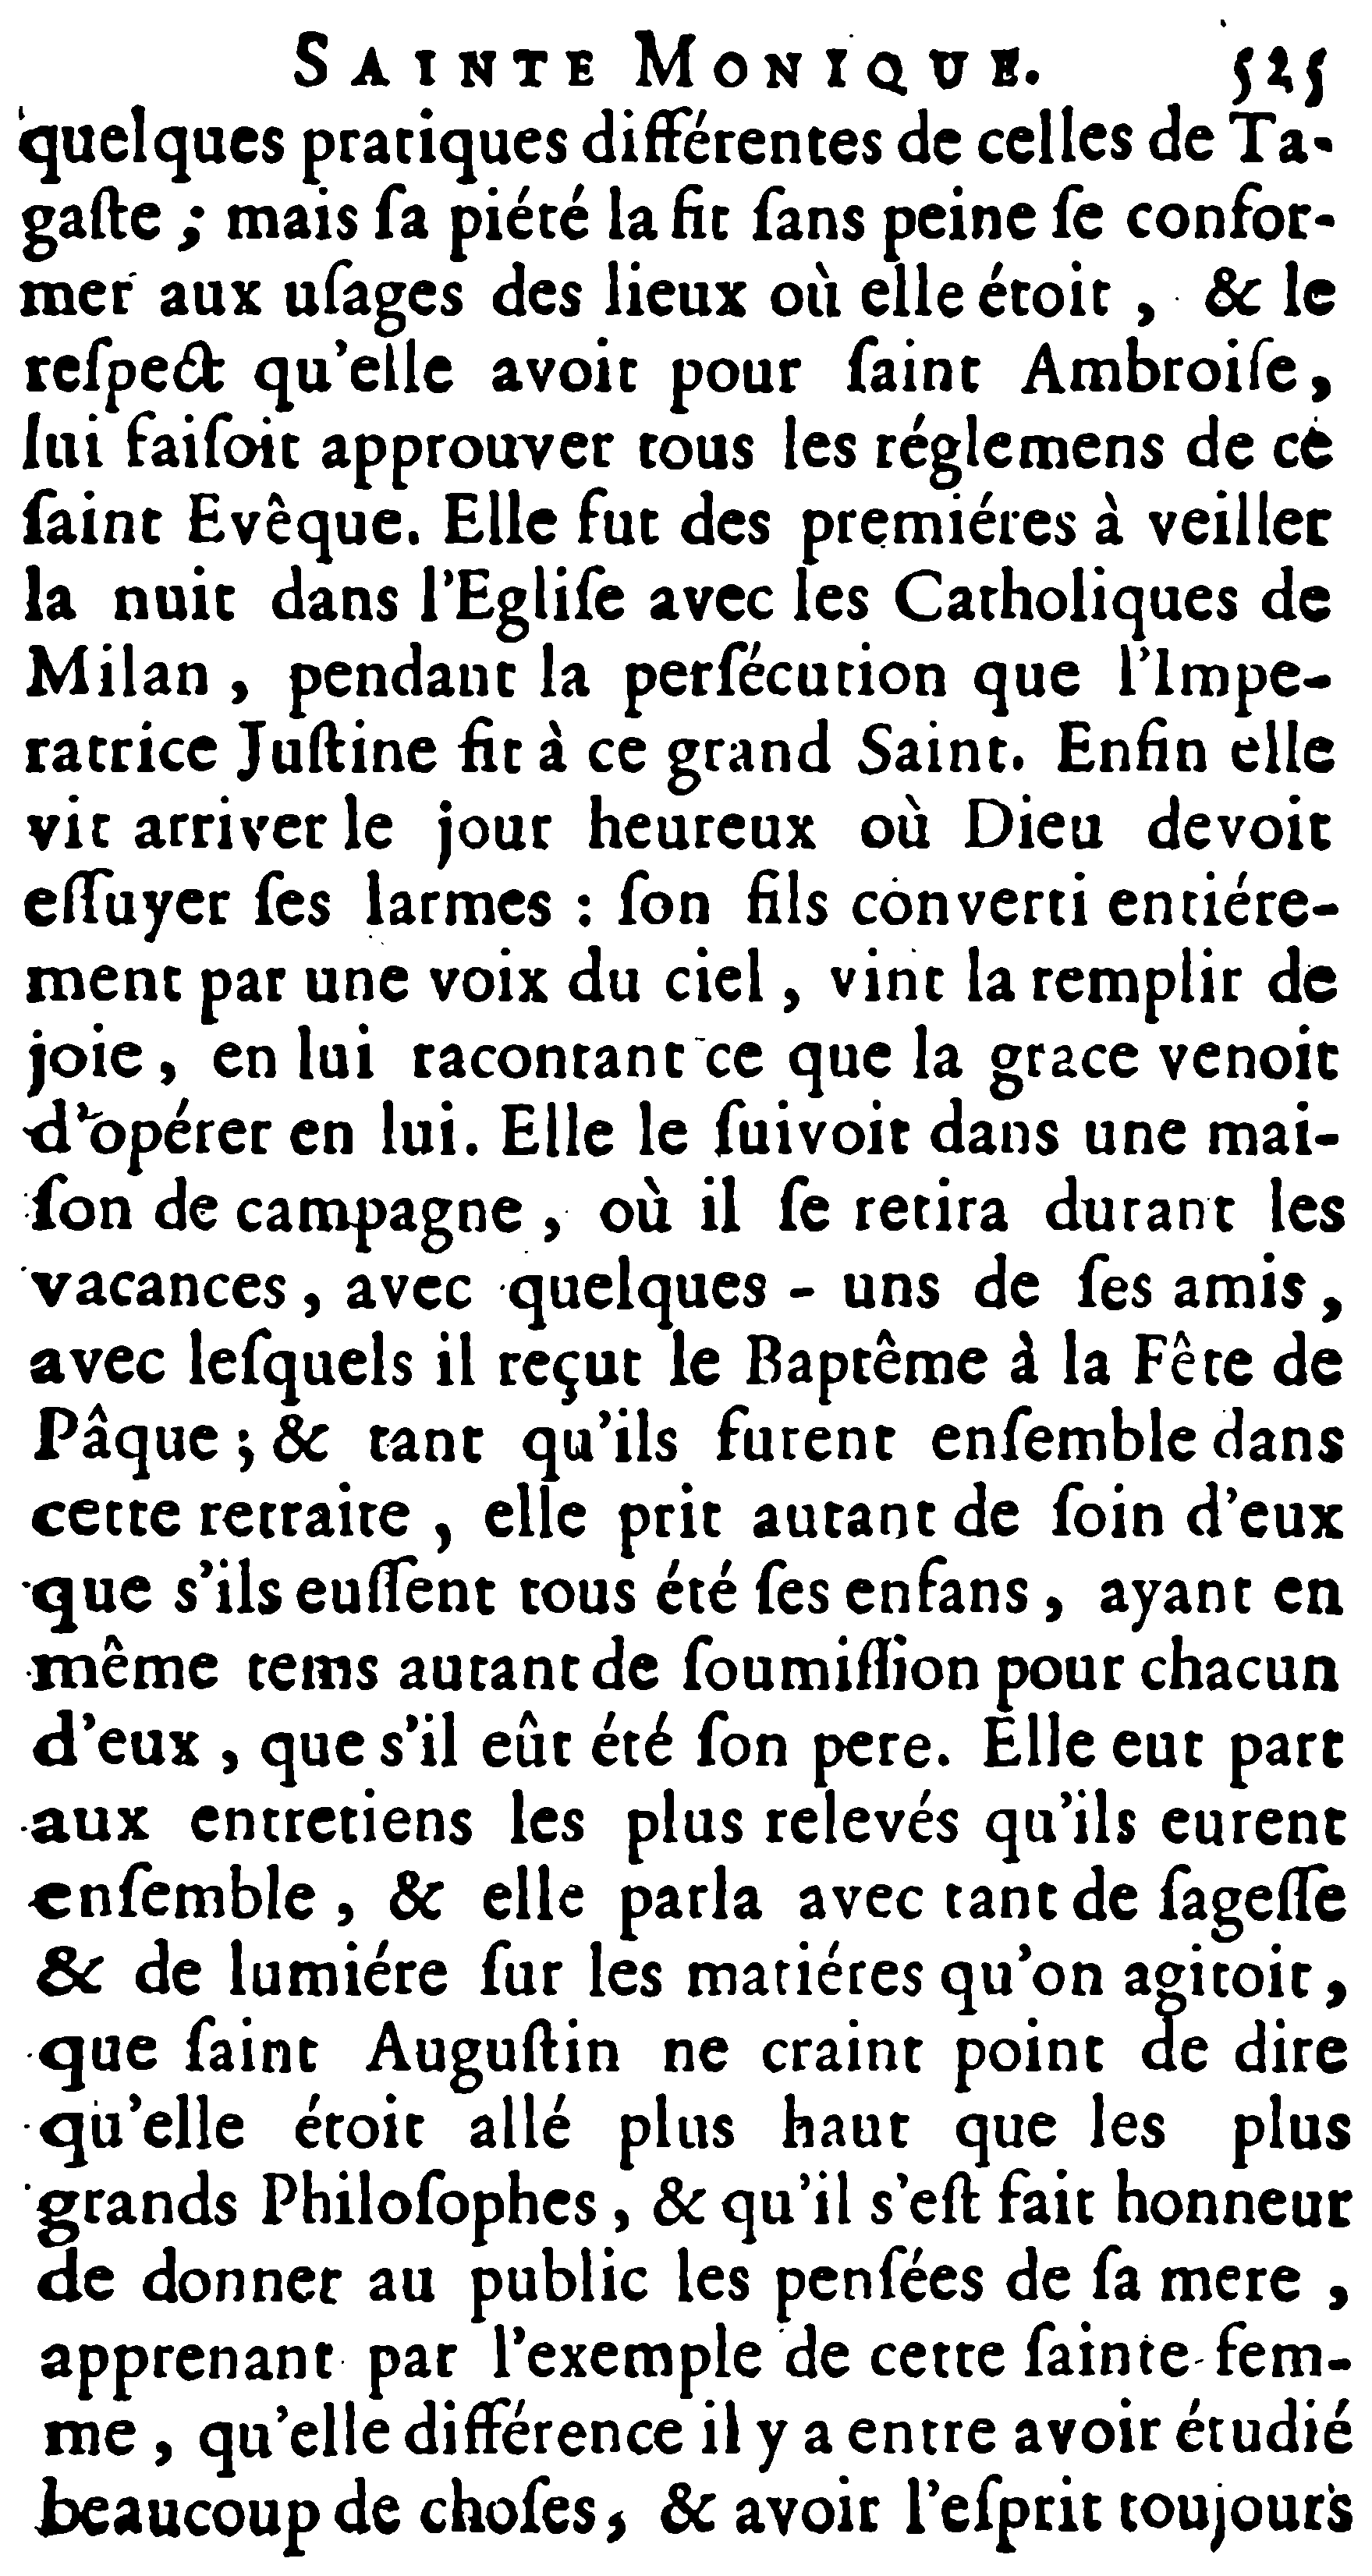 SAINTE MONIQUE. 525
quelques pratiques différentes de celles de Ta-
gaſte ; mais ſa piété la fit ſans peine ſe confor-
mer aux uſages des lieux où elle étoit , & le
reſpect qu'elle avoit pour ſaint Ambroiſe,
lui faiſoit approuver tous les réglemens de ce
ſaint Evêque. Elle fut des premiéres à veiller
la nuit dans l'Egliſe avec les Catholiques de
Milan , pendant la perſécution que l'Impe-
ratrice Juſtine fit à ce grand Saint. Enfin elle
vit arriver le jour heureux où Dieu devoit
eſſuyer ſes larmes : ſon fils converti entiére-
ment par une voix du ciel , vint la remplir de
joie , en lui racontant ce que la grace venoit
d'opérer en lui. Elle le ſuivoit dans une mai-
ſon de campagne , où il ſe retira durant les
vacances , avec quelques - uns de ſes amis ,
avec leſquels il reçut le Baptême à la Fête de
Pâque ; & tant qu'ils furent enſemble dans
cette retraite , elle prit autant de ſoin d'eux
que s'ils euſſent tous été ſes enfans , ayant en
même tems autant de ſoumiſſion pour chacun
d'eux , que s'il eût été ſon pere. Elle eut part
aux entretiens les plus relevés qu'ils eurent
enſemble , & elle parla avec tant de ſageſſe
& de lumiére ſur les matiéres qu'on agitoit ,
que ſaint Auguſtin ne craint point de dire
qu'elle étoit allé plus haut que les plus
grands Philoſophes , & qu'il s'eſt fait honneur
de donner au public les penſées de ſa mere ,
apprenant par l'exemple de cette ſainte fem-
me , qu'elle différence il y a entre avoir étudié
beaucoup de choſes, & avoir l'eſprit toujours